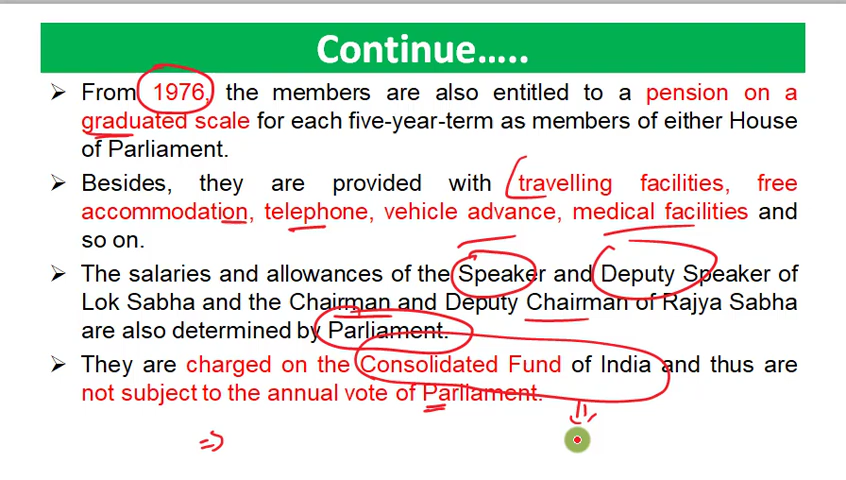 Continue…..
➢ From 1976, the members are also entitled to a pension on a
graduated scale for each five-year-term as members of either House
of Parliament.
➢ Besides, they are provided with travelling facilities, free
accommodation, telephone, vehicle advance, medical facilities and
so on.
➢ The salaries and allowances of the Speaker and Deputy Speaker of
Lok Sabha and the Chairman and Deputy Chairman of Rajya Sabha
are also determined by Parliament.
➢ They are charged on the Consolidated Fund of India and thus are
not subject to the annual vote of Parliament.
⇒